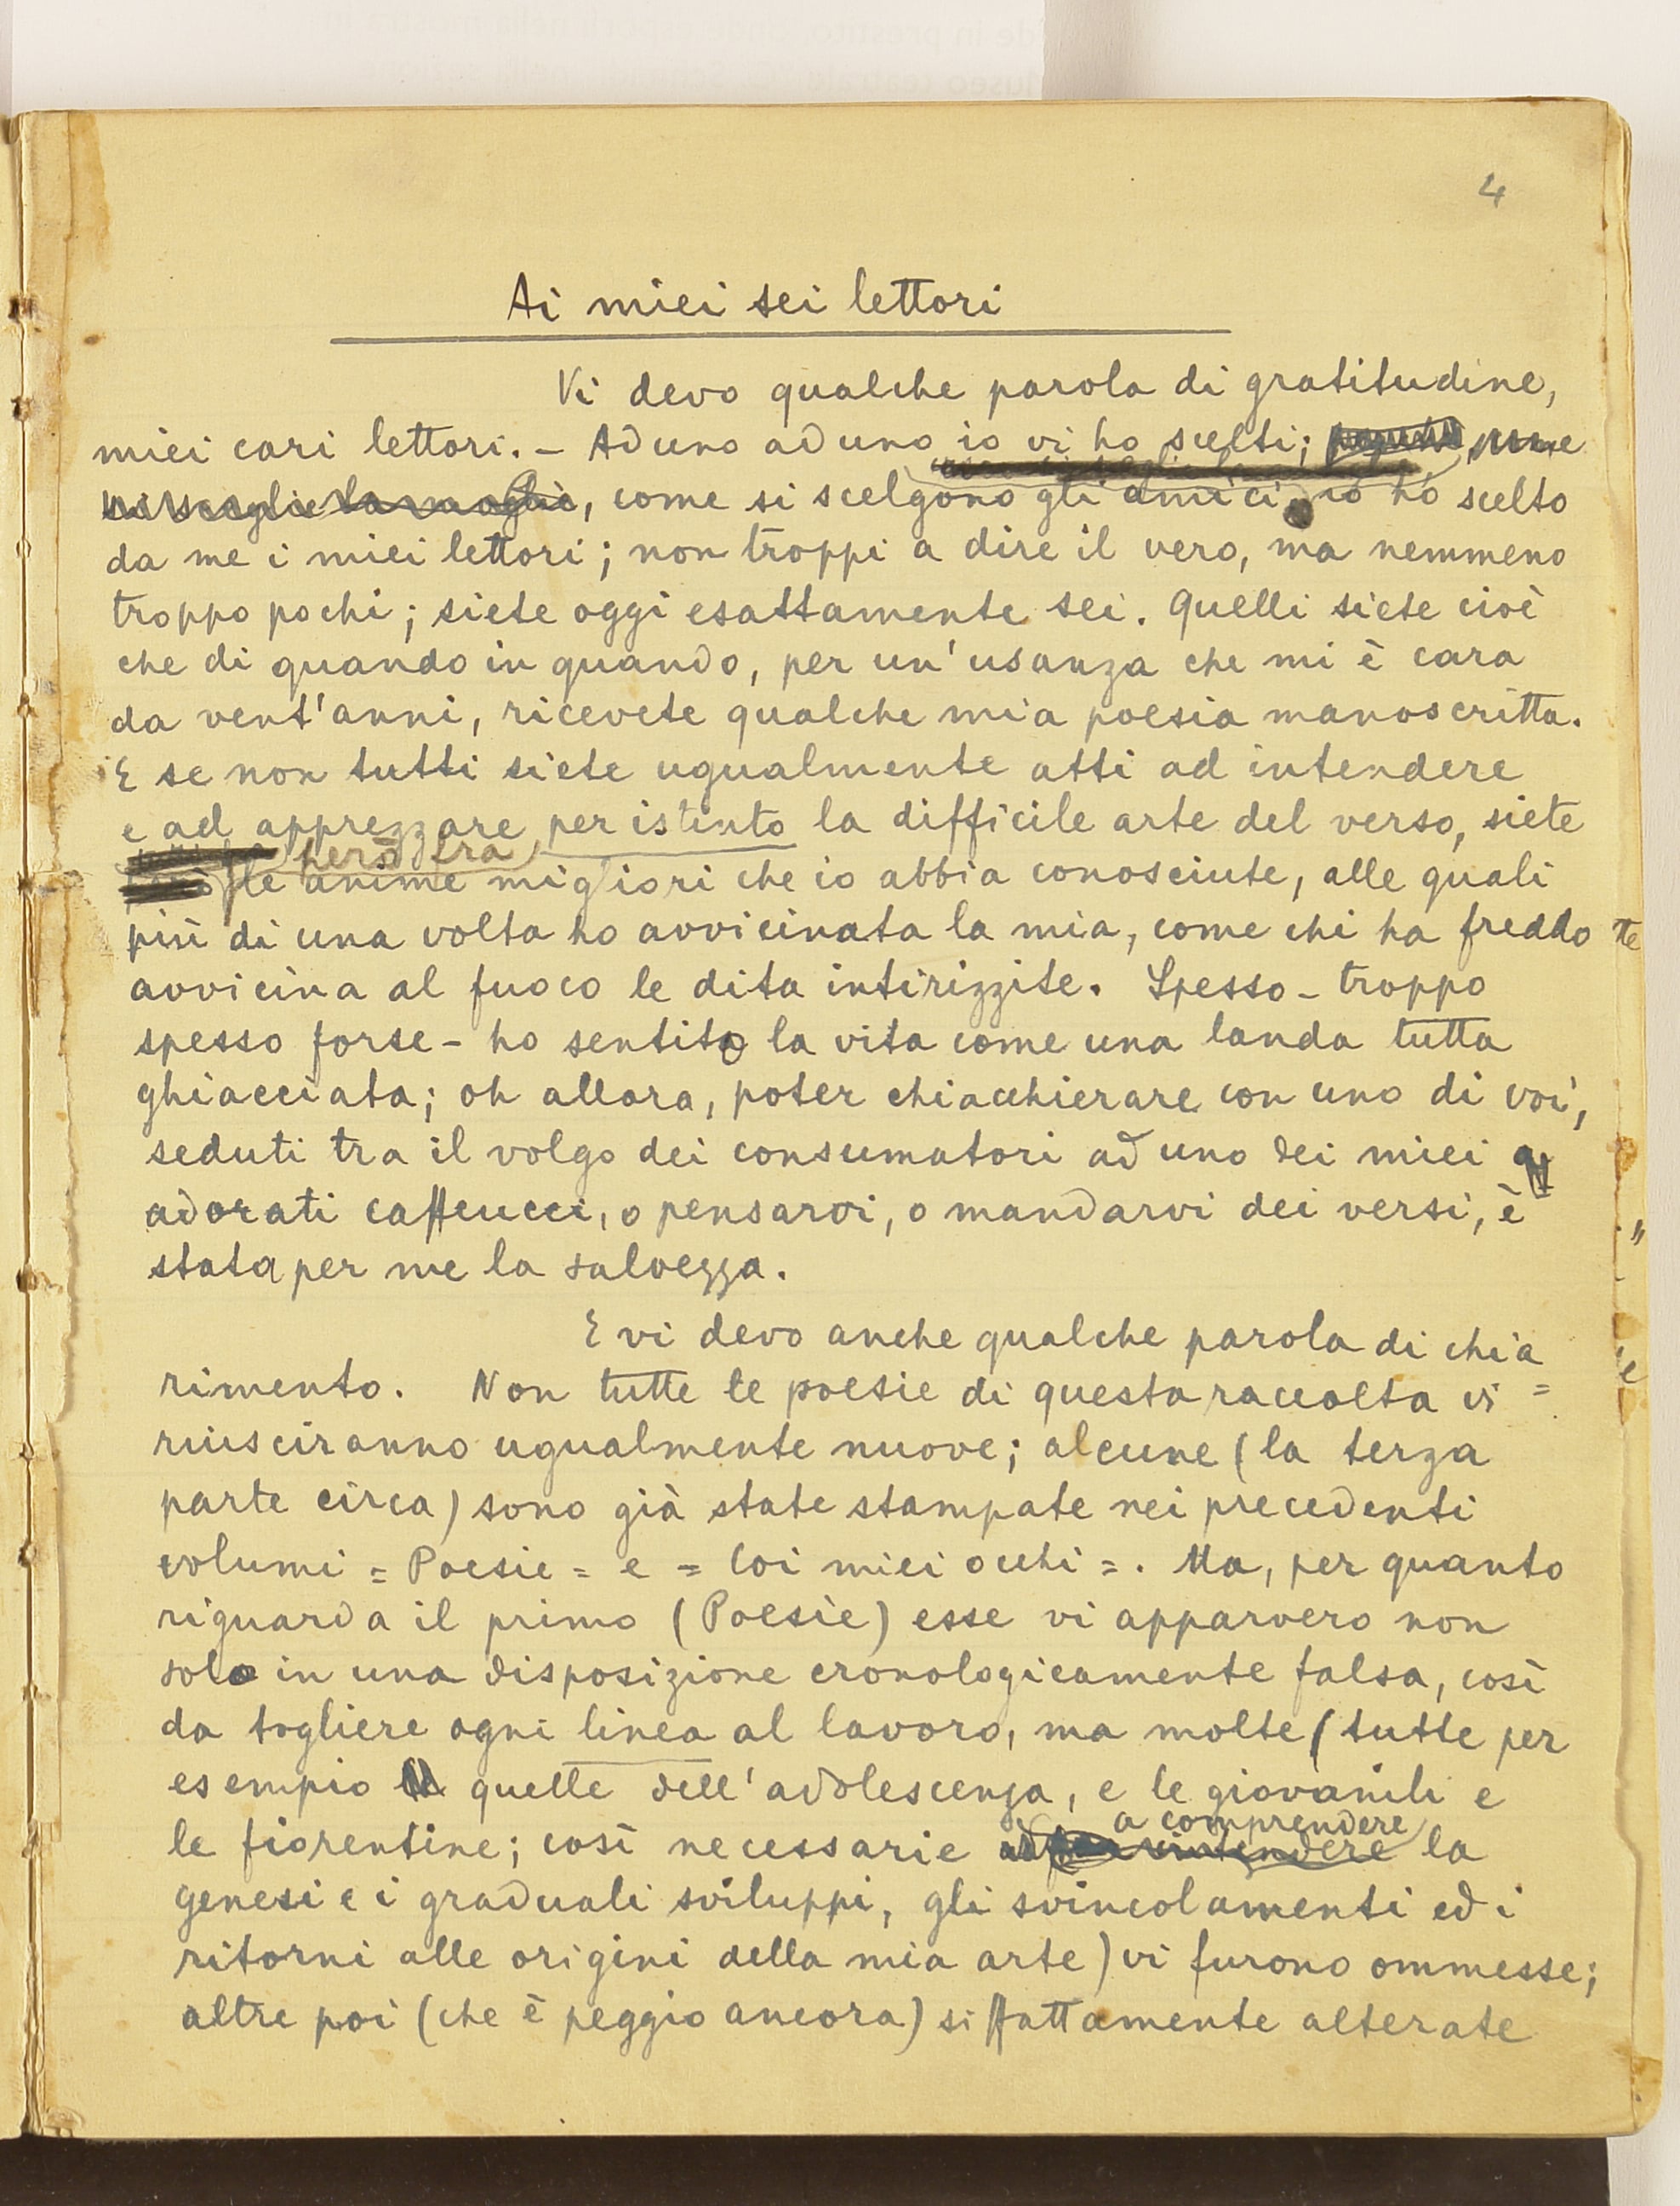 4
Ai miei sei lettori
Vi devo qualche parola di gratitudine,
miei cari lettori. – Ad uno ad uno io vi ho scelti;
, come si scelgono gli amici, io ho scelto
da me i miei lettori; non troppi a dire il vero, ma nemmeno
troppo pochi; siete oggi esattamente sei. Quelli siete cioè
che di quando in quando, per un'usanza che mi è cara
da vent'anni, ricevete qualche mia poesia manoscritta.
E se non tutti siete ugualmente atti ad intendere
e ad apprezzare per istinto la difficile arte del verso, siete
però tra
le anime migliori che io abbia conosciute, alle quali
più di una volta ho avvicinata la mia, come chi ha freddo
avvicina al fuoco le dita intirizzite. Spesso – troppo
spesso forse – ho sentito la vita come una landa tutta
ghiacciata; oh allora, poter chiacchierare con uno di voi,
seduti tra il volgo dei consumatori ad uno dei miei
adorati caffeucci, o pensarvi, o mandarvi dei versi, è
stata per me la salvezza.
E vi devo anche qualche parola di chia=
rimento. Non tutte le poesie di questa raccolta vi
riusciranno ugualmente nuove; alcune (la terza
parte circa) sono già state stampate nei precedenti
volumi = Poesie = e = Coi miei occhi =. Ma, per quanto
riguarda il primo (Poesie) esse vi apparvero non
solo in una disposizione cronologicamente falsa, così
da togliere ogni linea al lavoro, ma molte (tutte per
esempio quelle dell'adolescenza, e le giovanili e
a comprendere
le fiorentine; così necessarie intendere la
genesi e i graduali sviluppi, gli svincolamenti ed i
ritorni alle origini della mia arte) vi furono ommesse;
altre poi (che è peggio ancora) siffattamente alterate